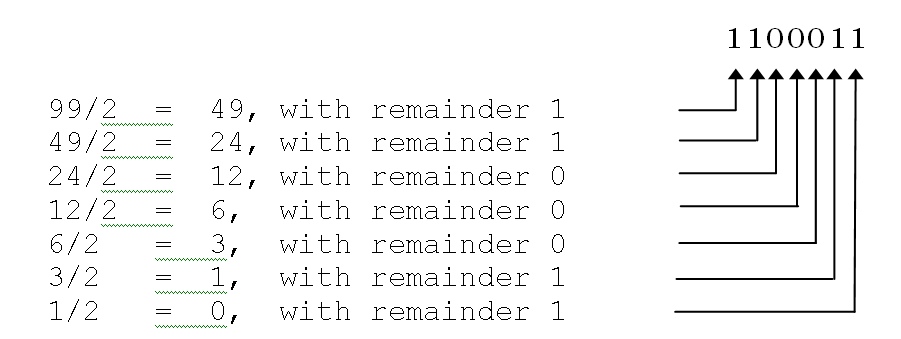 1100011
99/2 = 49, with remainder 1
49/2 = 24, with remainder 1
24/2 = 12, with remainder 0
12/2 = 6, with remainder 0
6/2 = 3, with remainder 0
3/2 = 1, with remainder 1
1/2 = 0, with remainder 1